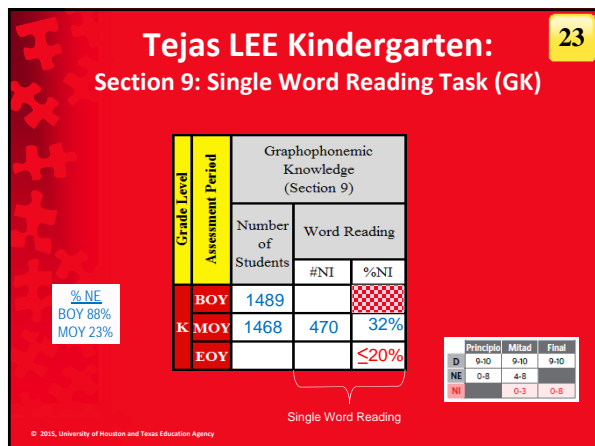 Tejas LEE Kindergarten:
23
Section 9: Single Word Reading Task (GK)
Grade Level
Assessment Period
Graphophonemic
Knowledge
(Section 9)
Number
of
Students
Word Reading
#NI %NI
K
BOY 1489
MOY 1468 470 32%
EOY ≤20%
% NE
BOY 88%
MOY 23%
Principio Mitad Final
D 9-10 9-10 9-10
NE 0-8 4-8
NI 0-3 0-8
Single Word Reading
© 2015, University of Houston and Texas Education Agency